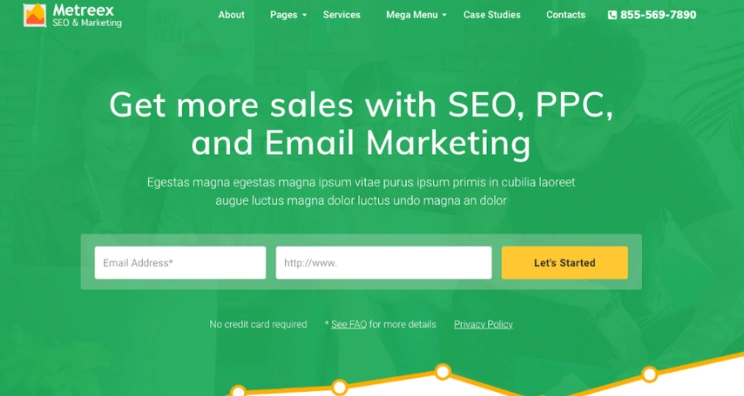 Metreex
SEO & Marketing
About Pages Services Mega Menu Case Studies Contacts 855-569-7890
Get more sales with SEO, PPC,
and Email Marketing
Egestas magna egestas magna ipsum vitae purus ipsum primis in cubilia laoreet
augue luctus magna dolor luctus undo magna an dolor
Email Address* http://www. Let's Started
No credit card required * See FAQ for more details Privacy Policy